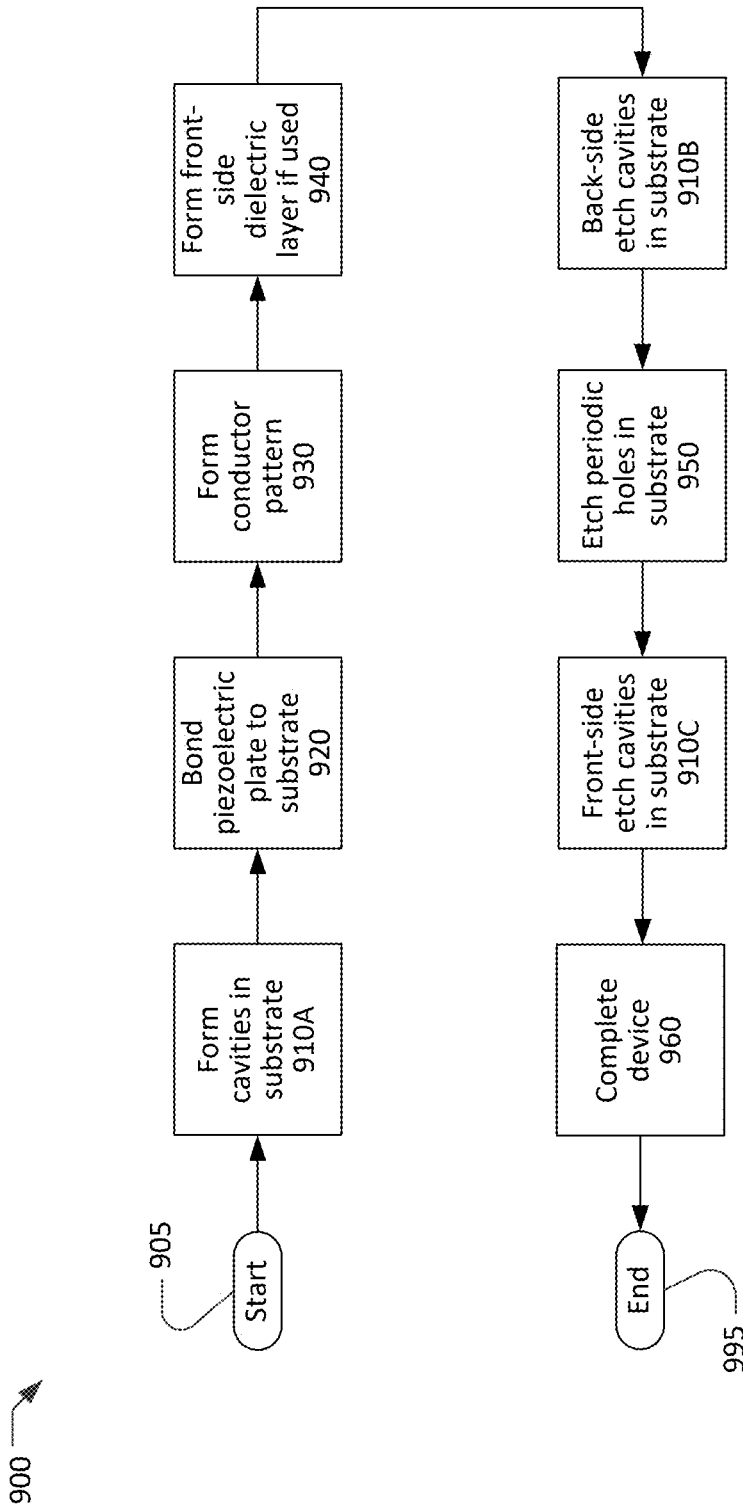 900
905
Start
Form
cavities in
substrate
910A
Bond
piezoelectric
plate to
substrate
920
Form
conductor
pattern
930
Form front-
side
dielectric
layer if used
940
Back-side
etch cavities
in substrate
910B
Etch periodic
holes in
substrate
950
Front-side
etch cavities
in substrate
910C
Complete
device
960
End
995